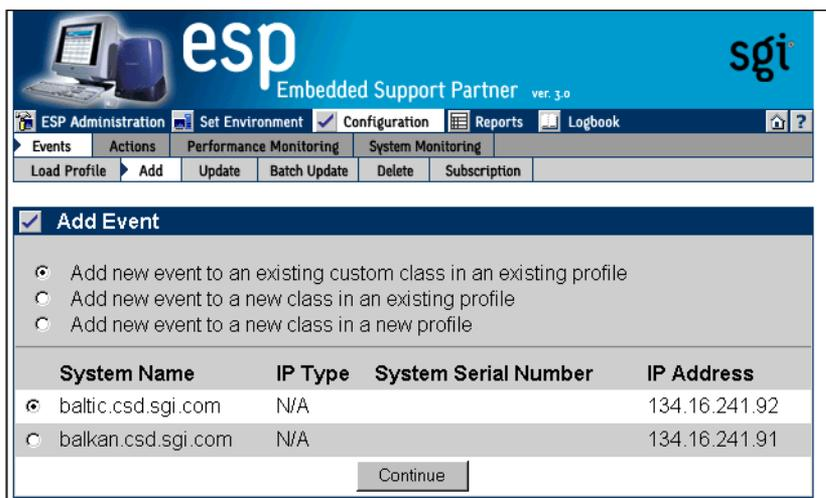 esp
Embedded Support Partner ver. 3.0
sgi
ESP Administration Set Environment Configuration Reports Logbook ?
Events Actions Performance Monitoring System Monitoring
Load Profile Add Update Batch Update Delete Subscription
Add Event
Add new event to an existing custom class in an existing profile
Add new event to a new class in an existing profile
Add new event to a new class in a new profile
System Name IP Type System Serial Number IP Address
baltic.csd.sgi.com N/A 134.16.241.92
balkan.csd.sgi.com N/A 134.16.241.91
Continue